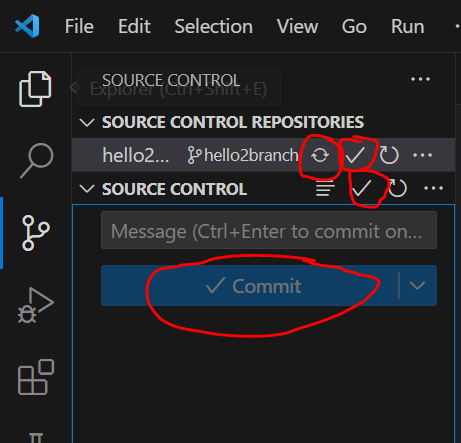 File Edit Selection View Go Run
SOURCE CONTROL
Explorer (Ctrl+Shift+E)
SOURCE CONTROL REPOSITORIES
hello2... hello2branch
SOURCE CONTROL
Message (Ctrl+Enter to commit on...
Commit